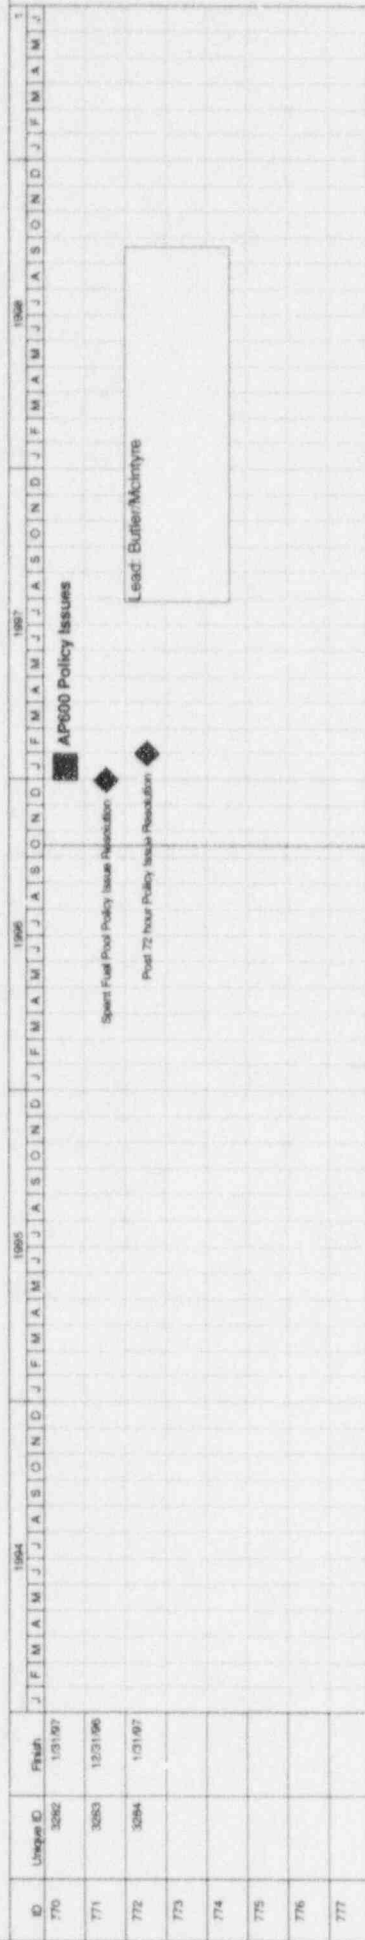 ID Unique ID Finish
1994 1995 1996 1997 1998 1
J F M A M J J A S O N D J F M A M J J A S O N D J F M A M J J A S O N D J F M A M J J A S O N D J F M A M J J A S O N D J F M A M J
770 3282 1/31/97 AP600 Policy Issues
771 3283 12/31/96 Spent Fuel Pool Policy Issue Resolution
772 3284 1/31/97 Post 72 hour Policy Issue Resolution
Lead: Butler/McIntyre
773
774
775
776
777